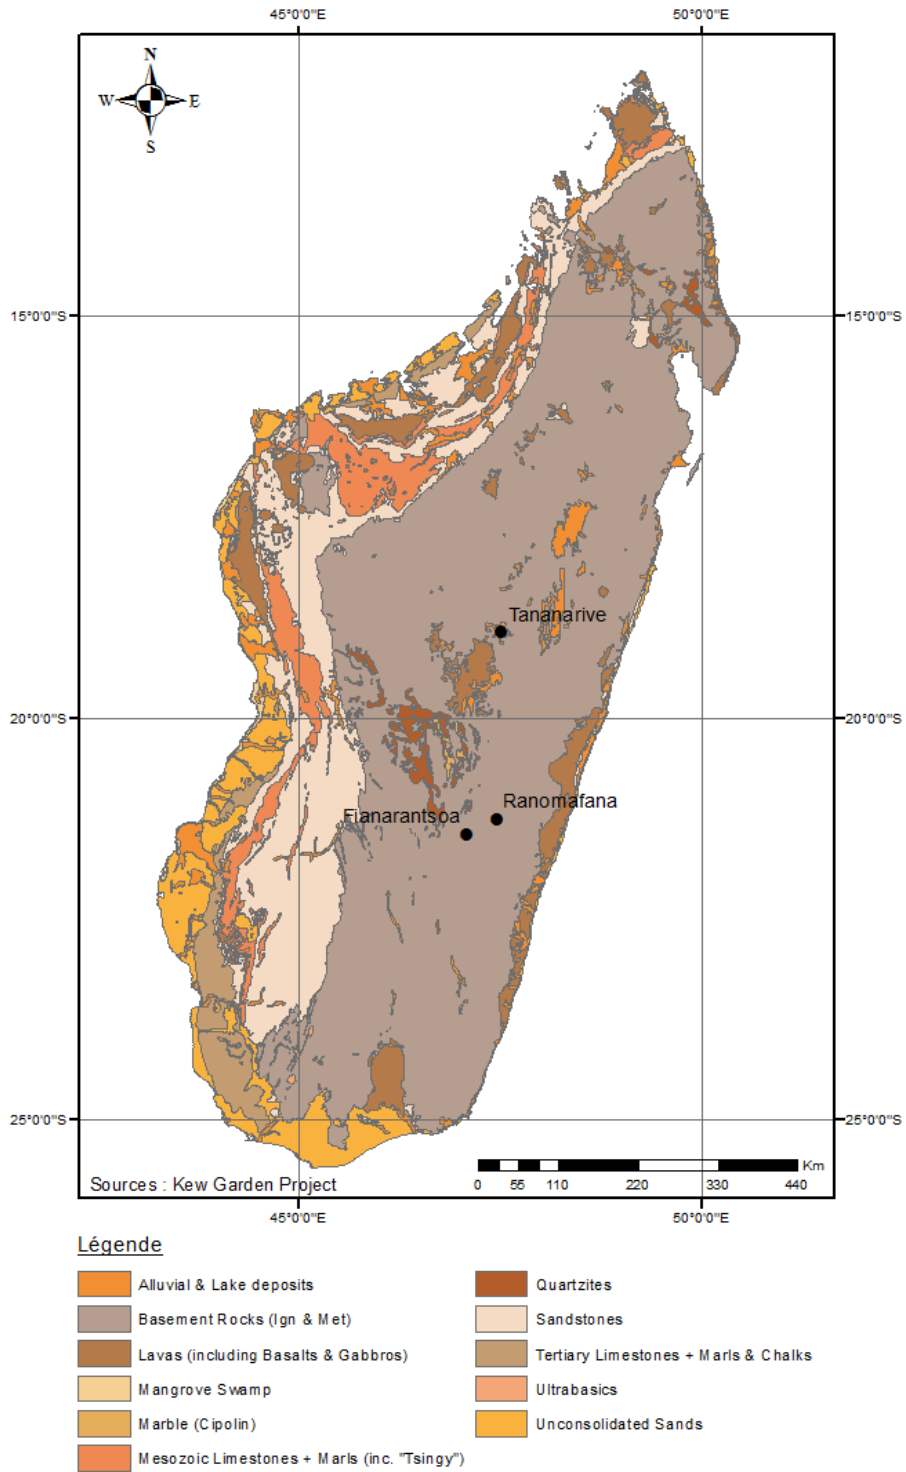 45°0'0"E 50°0'0"E
N
W E
S
15°0'0"S 15°0'0"S
Tananarive
20°0'0"S 20°0'0"S
Ranomafana
Fianarantsoa
25°0'0"S 25°0'0"S
Km
Sources : Kew Garden Project
0 55 110 220 330 440
45°0'0"E 50°0'0"E
Légende
Alluvial & Lake deposits
Basement Rocks (Ign & Met)
Lavas (including Basalts & Gabbros)
Mangrove Swamp
Marble (Cipolin)
Mesozoic Limestones + Marls (inc. "Tsingy")
Quartzites
Sandstones
Tertiary Limestones + Marls & Chalks
Ultrabasics
Unconsolidated Sands